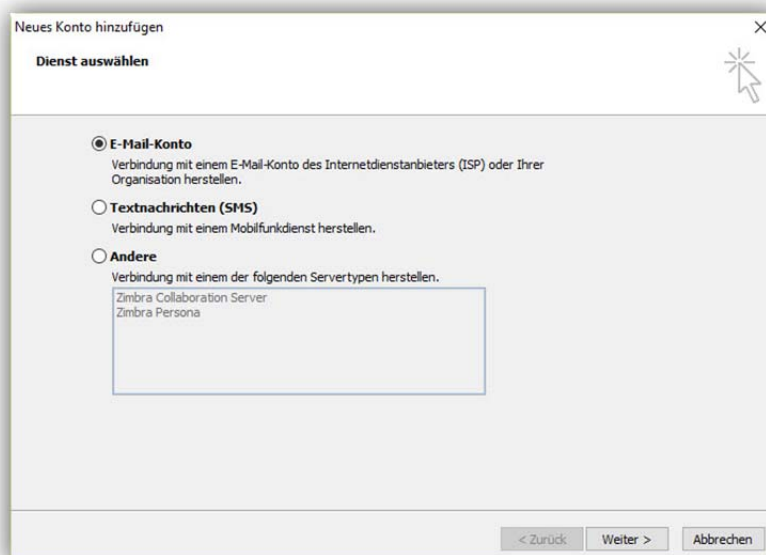 Neues Konto hinzufügen
Dienst auswählen
E-Mail-Konto
Verbindung mit einem E-Mail-Konto des Internetdienstanbieters (ISP) oder Ihrer
Organisation herstellen.
Textnachrichten (SMS)
Verbindung mit einem Mobilfunkdienst herstellen.
Andere
Verbindung mit einem der folgenden Servertypen herstellen.
Zimbra Collaboration Server
Zimbra Persona
< Zurück Weiter > Abbrechen